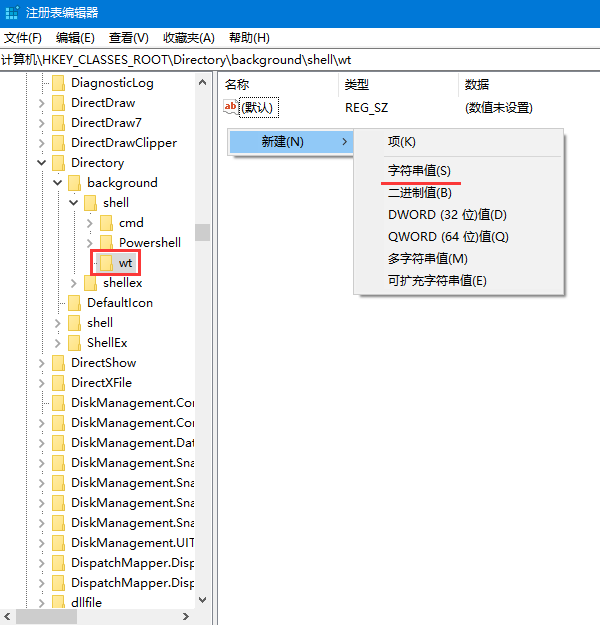 注册表编辑器
文件(F) 编辑(E) 查看(V) 收藏夹(A) 帮助(H)
计算机\HKEY_CLASSES_ROOT\Directory\background\shell\wt
DiagnosticLog
DirectDraw
DirectDraw7
DirectDrawClipper
Directory
background
shell
cmd
Powershell
wt
shellex
DefaultIcon
shell
ShellEx
DirectShow
DirectXFile
DiskManagement.Cor
DiskManagement.Cor
DiskManagement.Dat
DiskManagement.Sna
DiskManagement.Sna
DiskManagement.Sna
DiskManagement.Sna
DiskManagement.UIT
DispatchMapper.Disp
DispatchMapper.Disp
dllfile
名称 类型 数据
ab (默认) REG_SZ (数值未设置)
新建(N)
项(K)
字符串值(S)
二进制值(B)
DWORD (32 位)值(D)
QWORD (64 位)值(Q)
多字符串值(M)
可扩充字符串值(E)